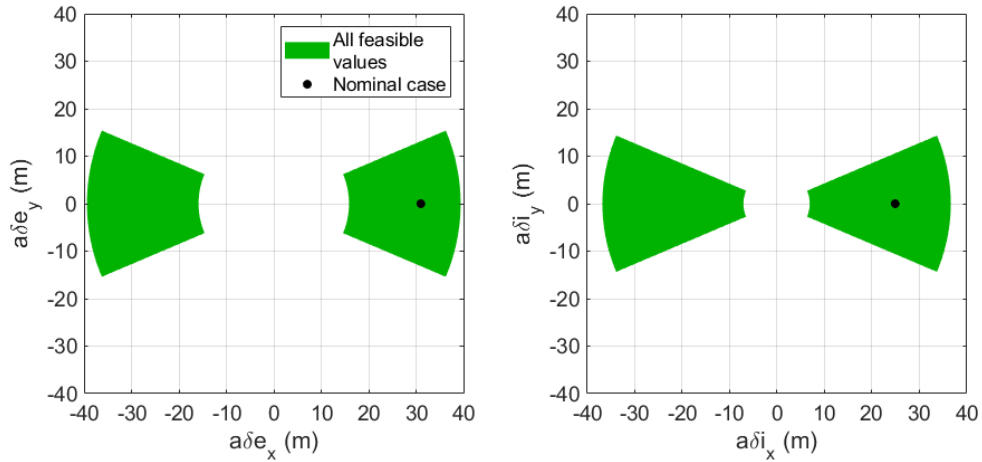 40
30
20
10
0
-10
-20
-30
-40
aδe_y (m)
-40 -30 -20 -10 0 10 20 30 40
aδe_x (m)
All feasible
values
Nominal case
40
30
20
10
0
-10
-20
-30
-40
aδi_y (m)
-40 -30 -20 -10 0 10 20 30 40
aδi_x (m)